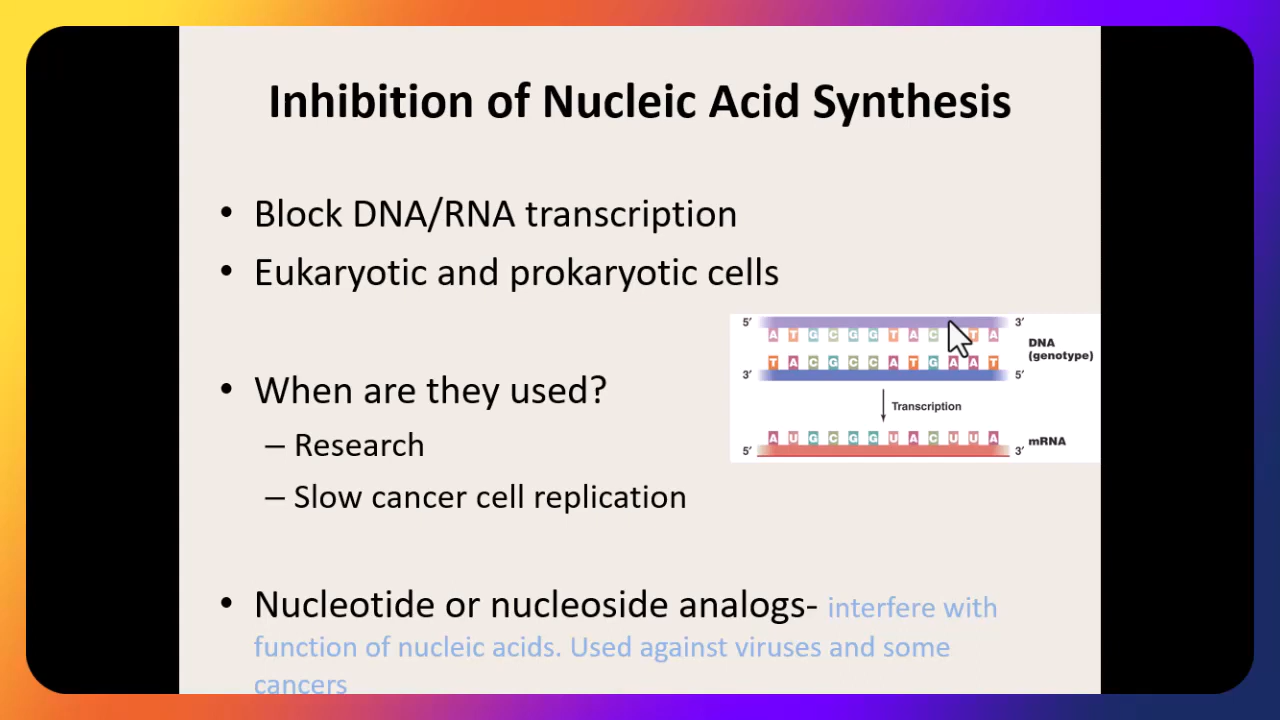 Inhibition of Nucleic Acid Synthesis
• Block DNA/RNA transcription
• Eukaryotic and prokaryotic cells
• When are they used?
– Research
– Slow cancer cell replication
5′ 3′
A T G C G G T A C T A
DNA
(genotype)
T A C G C C A T G A A T
3′ 5′
Transcription
A U G C G G U A C U U A
mRNA
5′ 3′
• Nucleotide or nucleoside analogs- interfere with
function of nucleic acids. Used against viruses and some
cancers